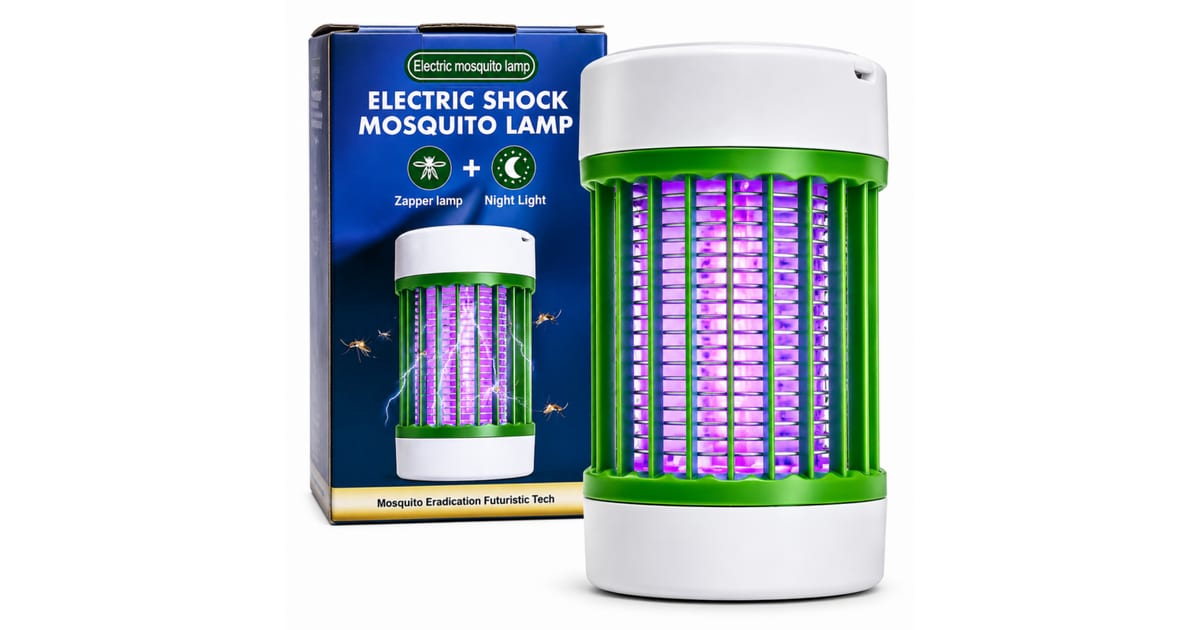 Electric mosquito lamp
ELECTRIC SHOCK
MOSQUITO LAMP
Zapper lamp + Night Light
Mosquito Eradication Futuristic Tech